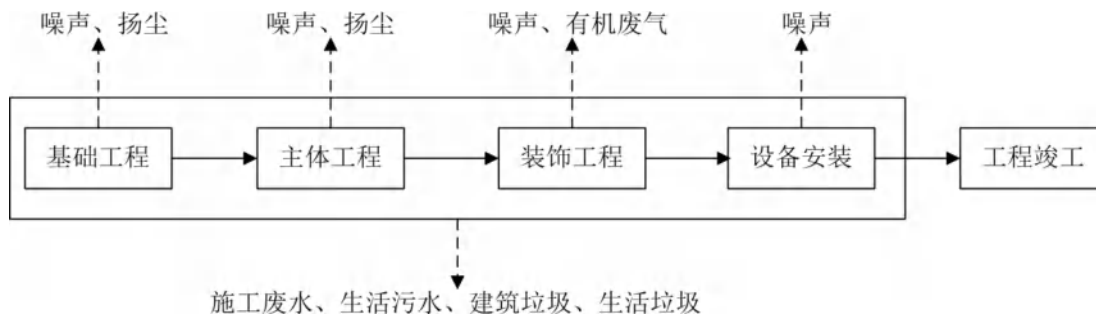 噪声、扬尘 噪声、扬尘 噪声、有机废气 噪声
基础工程 主体工程 装饰工程 设备安装 工程竣工
施工废水、生活污水、建筑垃圾、生活垃圾